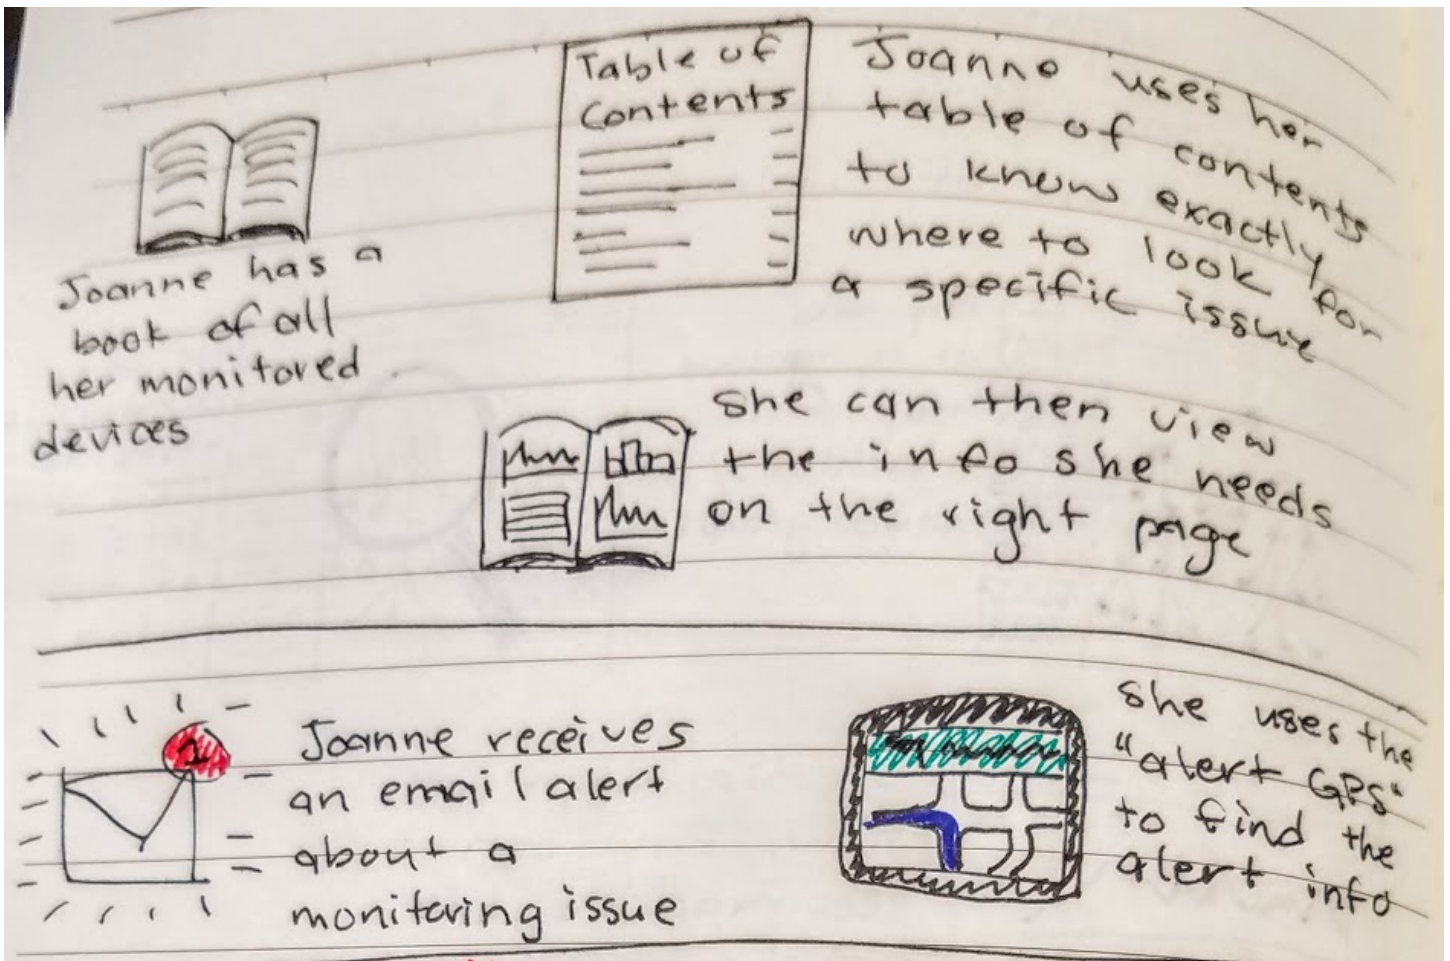 Joanne has a
book of all
her monitored
devices
Table of
Contents
Joanne uses her
table of contents
to know exactly
where to look for
a specific issue
she can then view
the info she needs
on the right page
1
Joanne receives
an email alert
about a
monitoring issue
she uses the
"alert GPS"
to find the
alert info